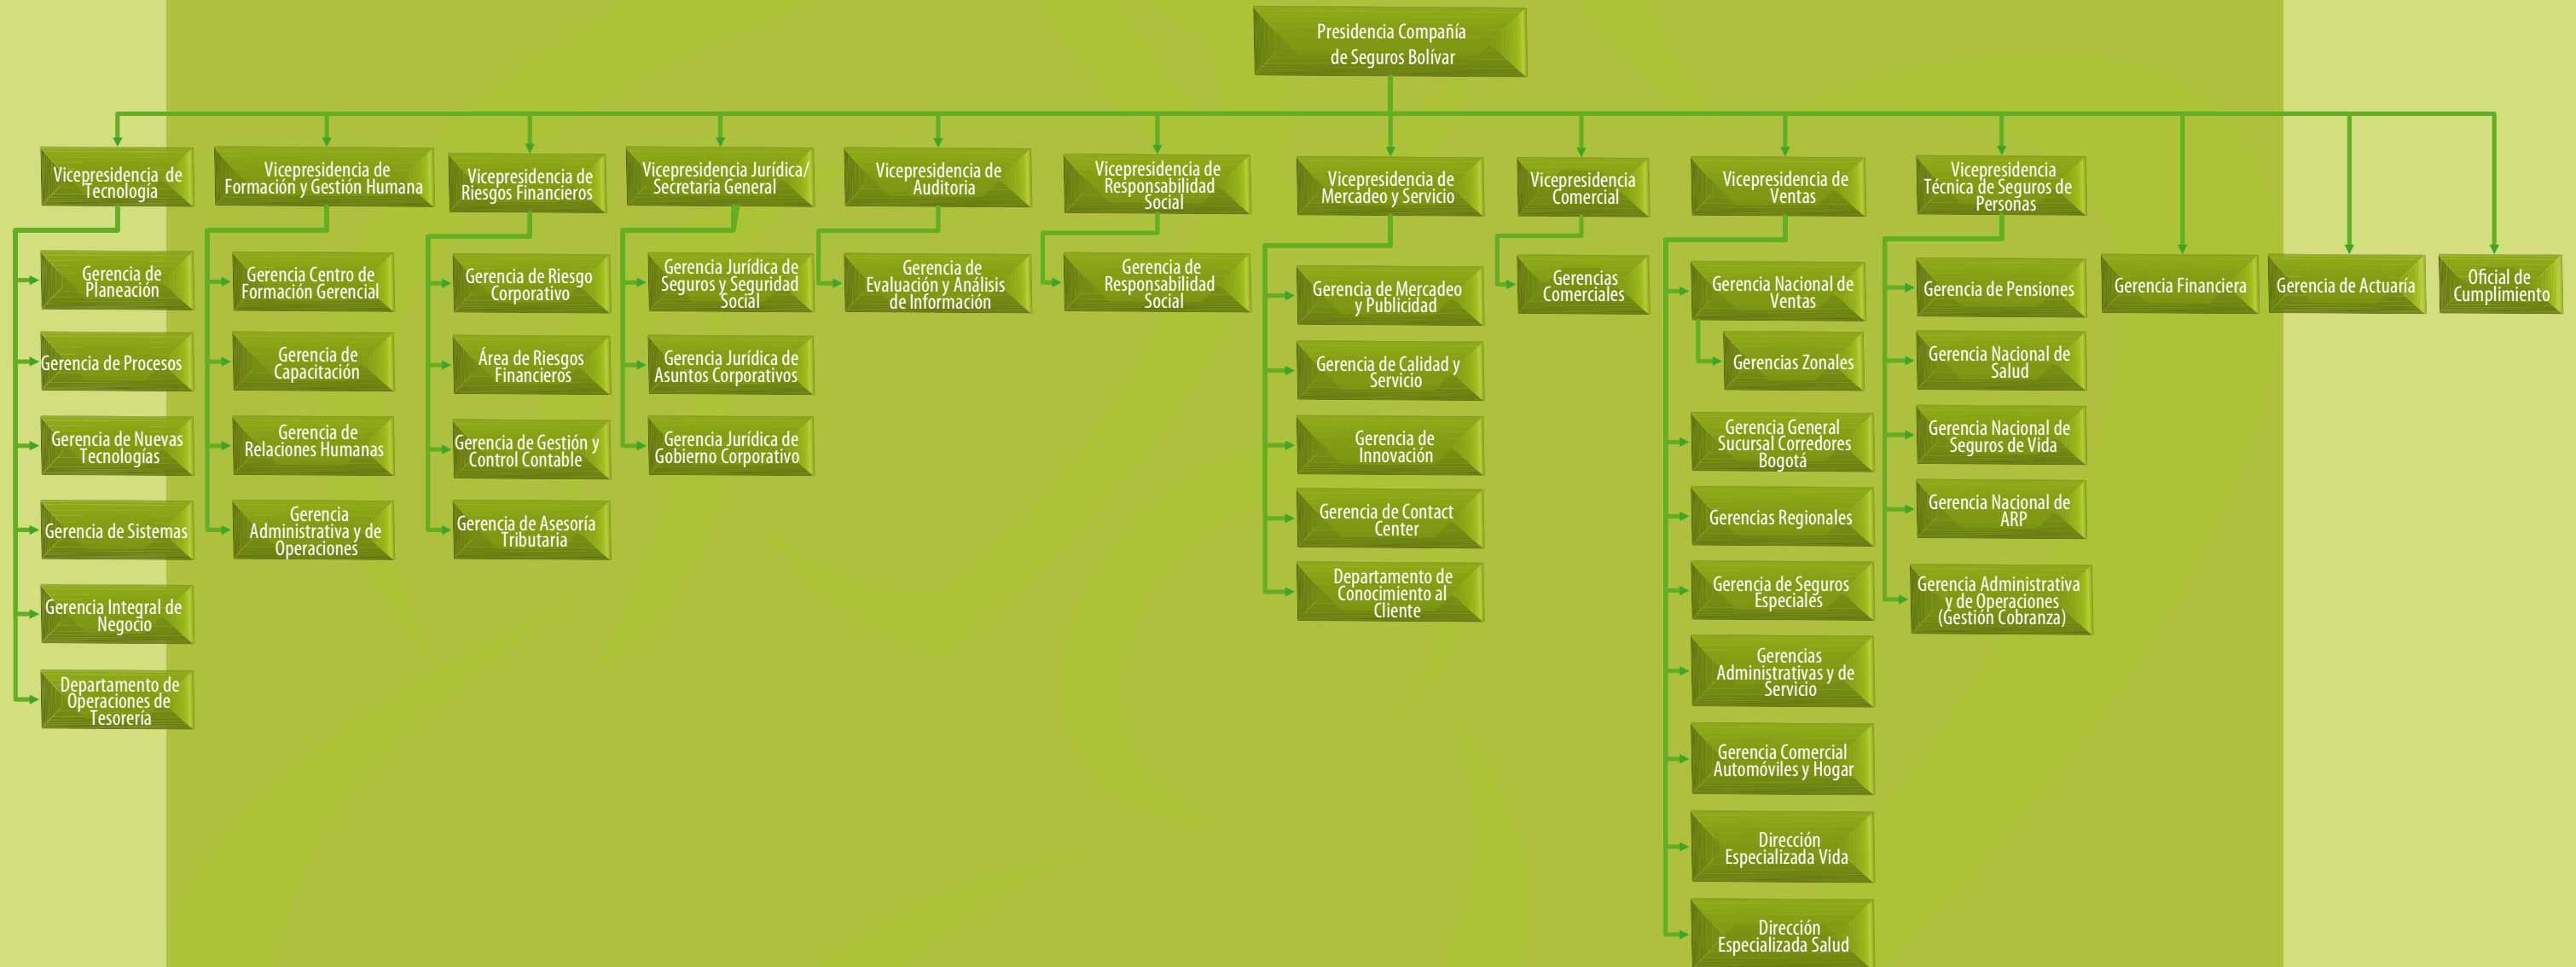 Presidencia Compañía
de Seguros Bolívar
Vicepresidencia de
Tecnología
Gerencia de
Planeación
Gerencia de Procesos
Gerencia de Nuevas
Tecnologías
Gerencia de Sistemas
Gerencia Integral de
Negocio
Departamento de
Operaciones de
Tesorería
Vicepresidencia de
Formación y Gestión Humana
Gerencia Centro de
Formación Gerencial
Gerencia de
Capacitación
Gerencia de
Relaciones Humanas
Gerencia
Administrativa y de
Operaciones
Vicepresidencia de
Riesgos Financieros
Gerencia de Riesgo
Corporativo
Área de Riesgos
Financieros
Gerencia de Gestión y
Control Contable
Gerencia de Asesoría
Tributaria
Vicepresidencia Jurídica/
Secretaria General
Gerencia Jurídica de
Seguros y Seguridad
Social
Gerencia Jurídica de
Asuntos Corporativos
Gerencia Jurídica de
Gobierno Corporativo
Vicepresidencia de
Auditoria
Gerencia de
Evaluación y Análisis
de Información
Vicepresidencia de
Responsabilidad
Social
Gerencia de
Responsabilidad
Social
Vicepresidencia de
Mercadeo y Servicio
Gerencia de Mercadeo
y Publicidad
Gerencia de Calidad y
Servicio
Gerencia de
Innovación
Gerencia de Contact
Center
Departamento de
Conocimiento al
Cliente
Vicepresidencia
Comercial
Gerencias
Comerciales
Vicepresidencia de
Ventas
Gerencia Nacional de
Ventas
Gerencias Zonales
Gerencia General
Sucursal Corredores
Bogotá
Gerencias Regionales
Gerencia de Seguros
Especiales
Gerencias
Administrativas y de
Servicio
Gerencia Comercial
Automóviles y Hogar
Dirección
Especializada Vida
Dirección
Especializada Salud
Vicepresidencia
Técnica de Seguros de
Personas
Gerencia de Pensiones
Gerencia Nacional de
Salud
Gerencia Nacional de
Seguros de Vida
Gerencia Nacional de
ARP
Gerencia Administrativa
y de Operaciones
(Gestión Cobranza)
Gerencia Financiera
Gerencia de Actuaría
Oficial de
Cumplimiento